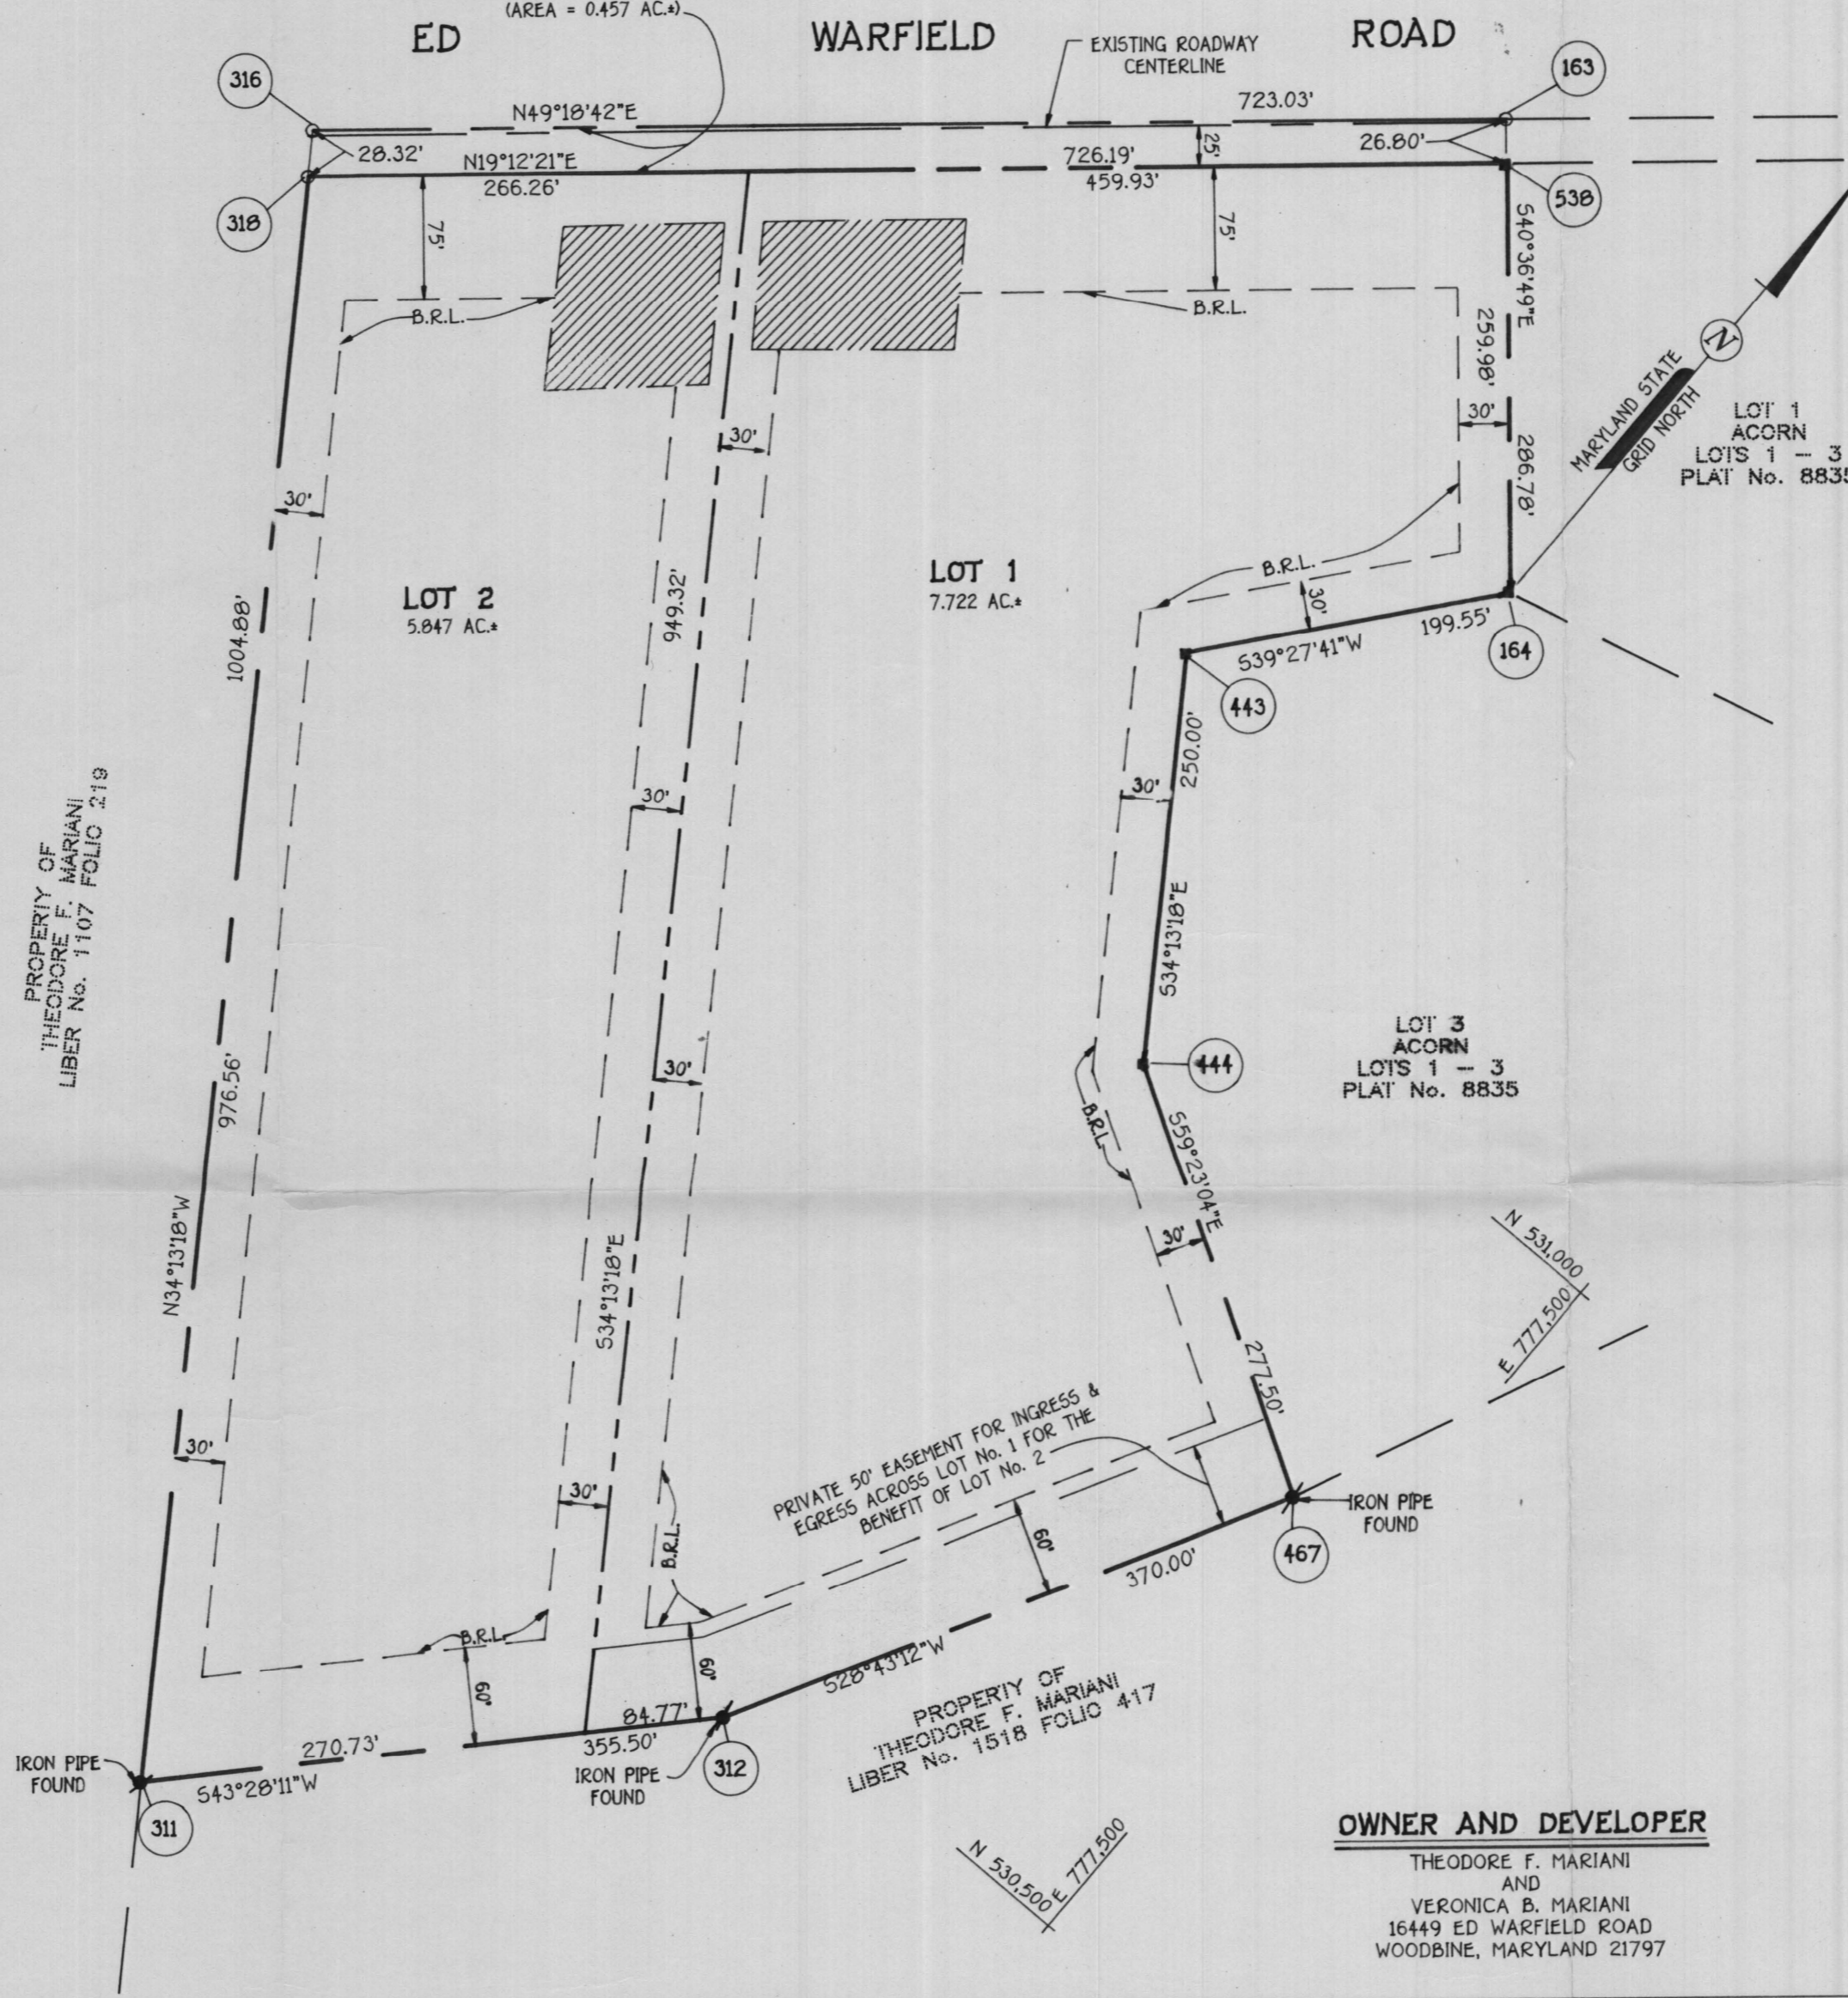 (AREA = 0.457 AC.±)
ED WARFIELD ROAD
EXISTING ROADWAY
CENTERLINE
316
163
N49°18'42"E
723.03'
28.32'
N19°12'21"E
266.26'
25'
726.19'
459.93'
26.80'
318
538
75'
75'
B.R.L.
B.R.L.
S40°36'49"E
259.98'
286.78'
30'
MARYLAND STATE
GRID NORTH
N
LOT 1
ACORN
LOTS 1 - 3
PLAT No. 8835
30'
30'
LOT 2
5.847 AC.±
LOT 1
7.722 AC.±
B.R.L.
30'
199.55'
S39°27'41"W
164
443
1004.88'
949.32'
250.00'
30'
30'
PROPERTY OF
THEODORE F. MARIANI
LIBER No. 1107 FOLIO 219
S34°13'18"E
976.56'
30'
444
LOT 3
ACORN
LOTS 1 - 3
PLAT No. 8835
B.R.L.
S59°23'04"E
30'
N34°13'18"W
S34°13'18"E
N 531,000
E 777,500
277.50'
30'
30'
PRIVATE 50' EASEMENT FOR INGRESS &
EGRESS ACROSS LOT No. 1 FOR THE
BENEFIT OF LOT No. 2
B.R.L.
60'
IRON PIPE
FOUND
467
370.00'
B.R.L.
60'
60'
S28°43'12"W
PROPERTY OF
THEODORE F. MARIANI
LIBER No. 1518 FOLIO 417
84.77'
270.73'
355.50'
IRON PIPE
FOUND
S43°28'11"W
IRON PIPE
FOUND
312
311
N 530,500
E 777,500
OWNER AND DEVELOPER
THEODORE F. MARIANI
AND
VERONICA B. MARIANI
16449 ED WARFIELD ROAD
WOODBINE, MARYLAND 21797